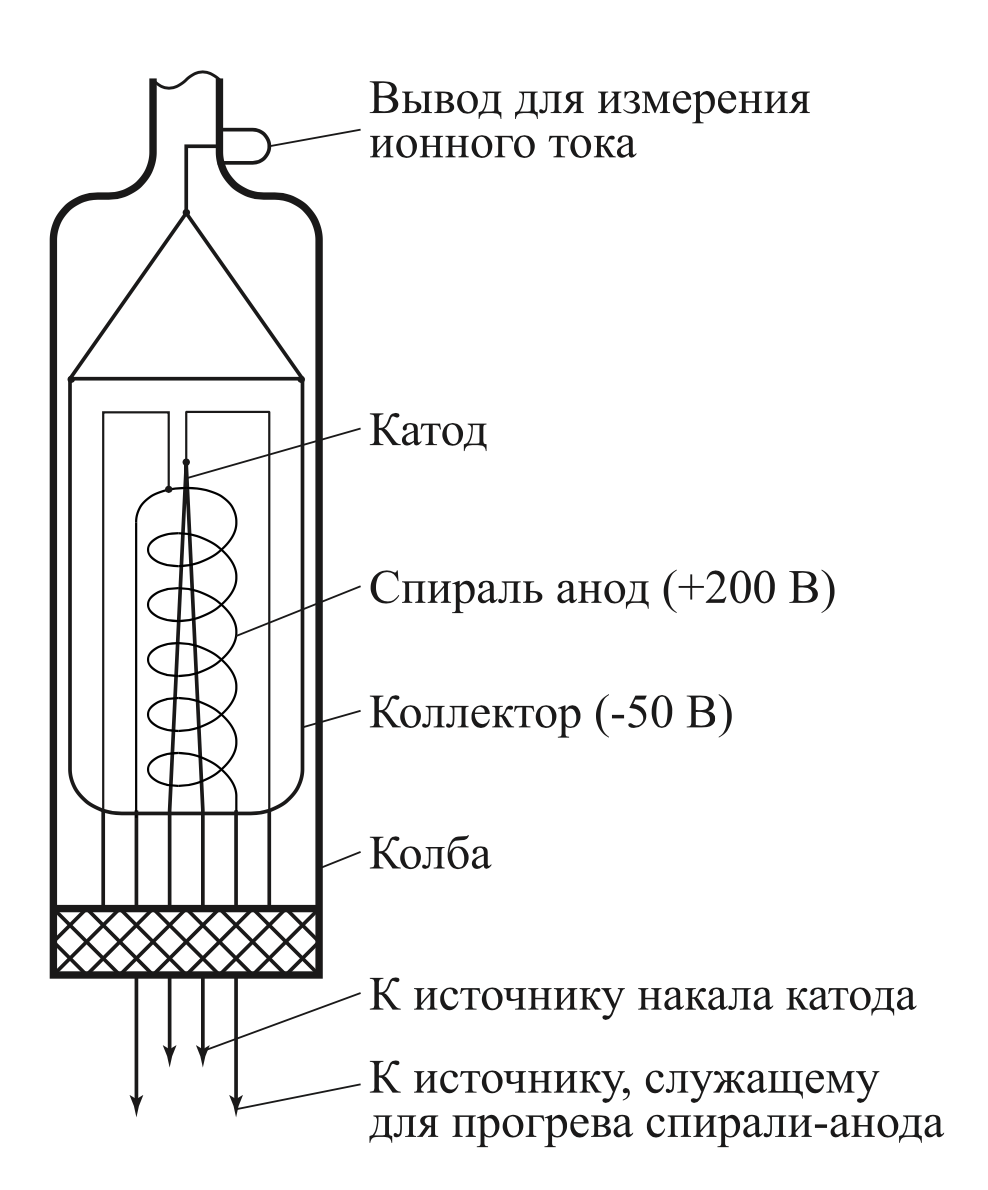 Вывод для измерения
ионного тока
Катод
Спираль анод (+200 В)
Коллектор (-50 В)
Колба
К источнику накала катода
К источнику, служащему
для прогрева спирали-анода